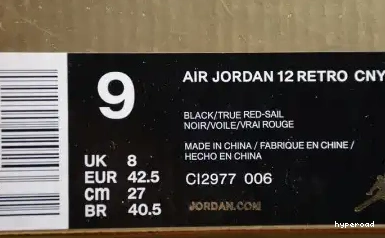 9
AIR JORDAN 12 RETRO CNY
BLACK/TRUE RED-SAIL
NOIR/VOILE/VRAI ROUGE
MADE IN CHINA / FABRIQUE EN CHINE /
HECHO EN CHINA
UK 8
EUR 42.5
cm 27
BR 40.5
CI2977 006
JORDAN.COM
hyperoad